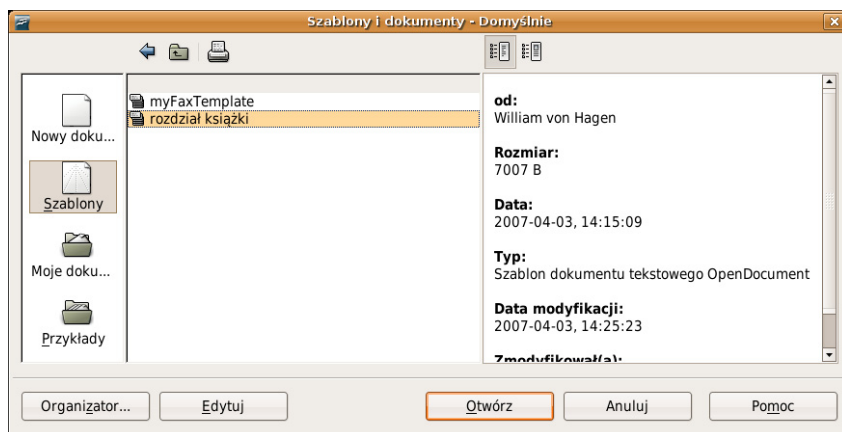 Szablony i dokumenty - Domyślnie
Nowy doku...
Szablony
Moje doku...
Przykłady
myFaxTemplate
rozdział książki
od:
William von Hagen
Rozmiar:
7007 B
Data:
2007-04-03, 14:15:09
Typ:
Szablon dokumentu tekstowego OpenDocument
Data modyfikacji:
2007-04-03, 14:25:23
Zmodyfikował(a):
Organizator...
Edytuj
Otwórz
Anuluj
Pomoc